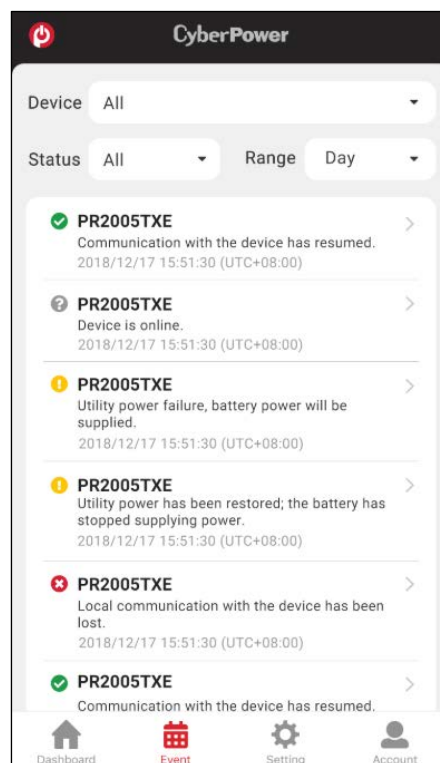 CyberPower
Device All
Status All Range Day
PR2005TXE
Communication with the device has resumed.
2018/12/17 15:51:30 (UTC+08:00)
PR2005TXE
Device is online.
2018/12/17 15:51:30 (UTC+08:00)
PR2005TXE
Utility power failure, battery power will be
supplied.
2018/12/17 15:51:30 (UTC+08:00)
PR2005TXE
Utility power has been restored; the battery has
stopped supplying power.
2018/12/17 15:51:30 (UTC+08:00)
PR2005TXE
Local communication with the device has been
lost.
2018/12/17 15:51:30 (UTC+08:00)
PR2005TXE
Communication with the device has resumed.
Dashboard Event Setting Account